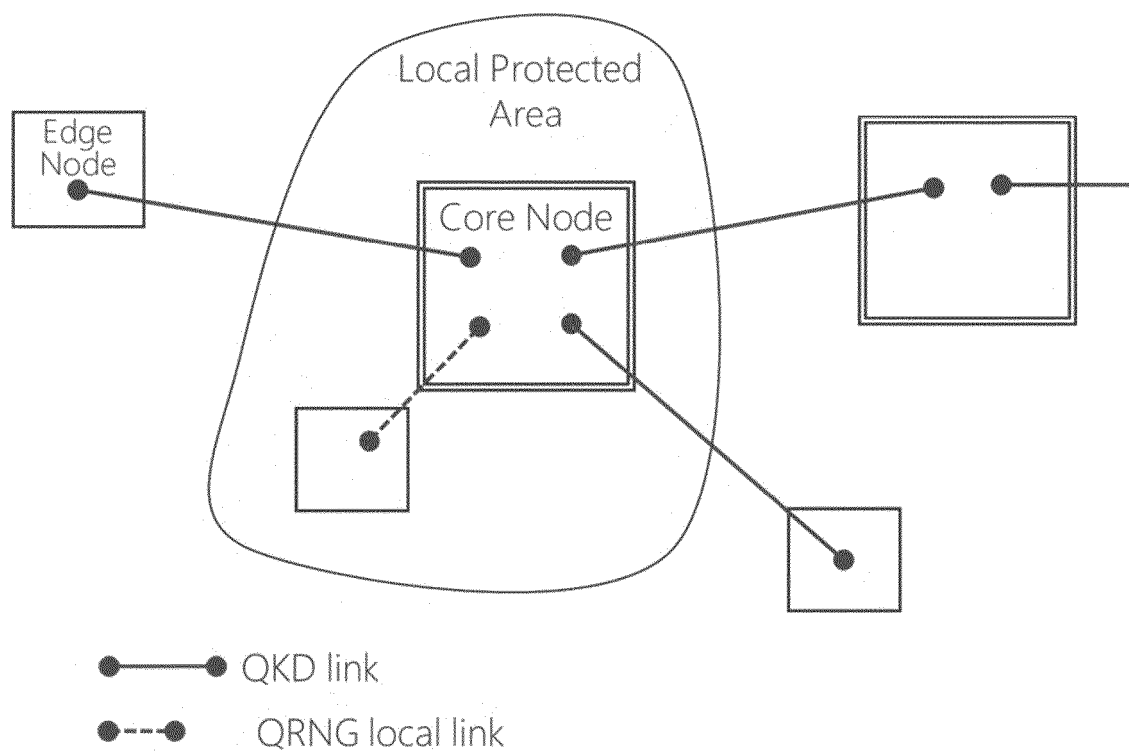 Local Protected
Area
Edge
Node
Core Node
QKD link
QRNG local link